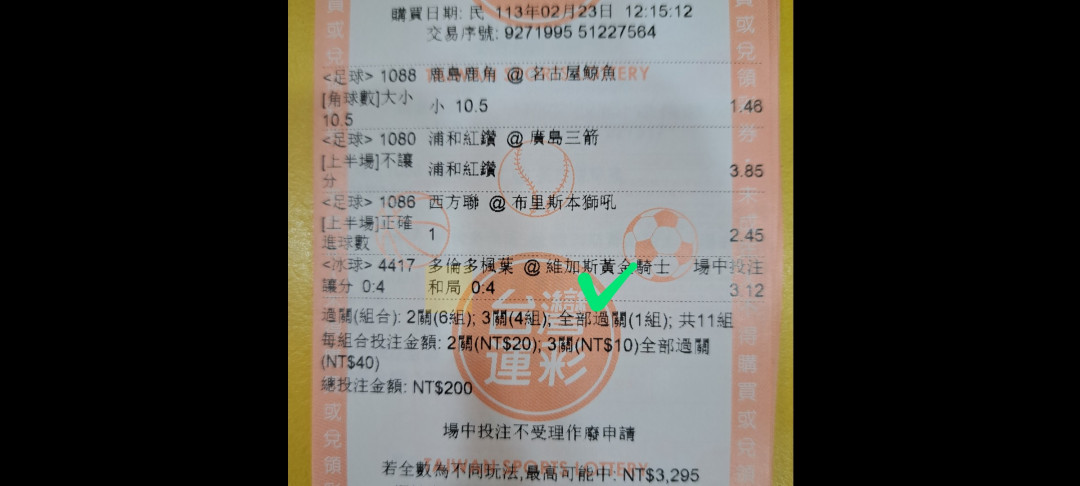 購買日期: 民 113年02月23日 12:15:12
交易序號: 9271995 51227564
<足球> 1088 鹿島鹿角 @ 名古屋鯨魚
[角球數]大小 10.5 小 10.5 1.46
<足球> 1080 浦和紅鑽 @ 廣島三箭
[上半場]不讓分 浦和紅鑽 3.85
<足球> 1086 西方聯 @ 布里斯本獅吼
[上半場]正確進球數 1 2.45
<冰球> 4417 多倫多楓葉 @ 維加斯黃金騎士 場中投注
讓分 0:4 和局 0:4 3.12
過關(組合): 2關(6組); 3關(4組); 全部過關(1組); 共11組
每組合投注金額: 2關(NT$20); 3關(NT$10)全部過關
(NT$40)
總投注金額: NT$200
台灣
運彩
場中投注不受理作廢申請
TAIWAN SPORTS LOTTERY
若全數為不同玩法,最高可能中: NT$3,295